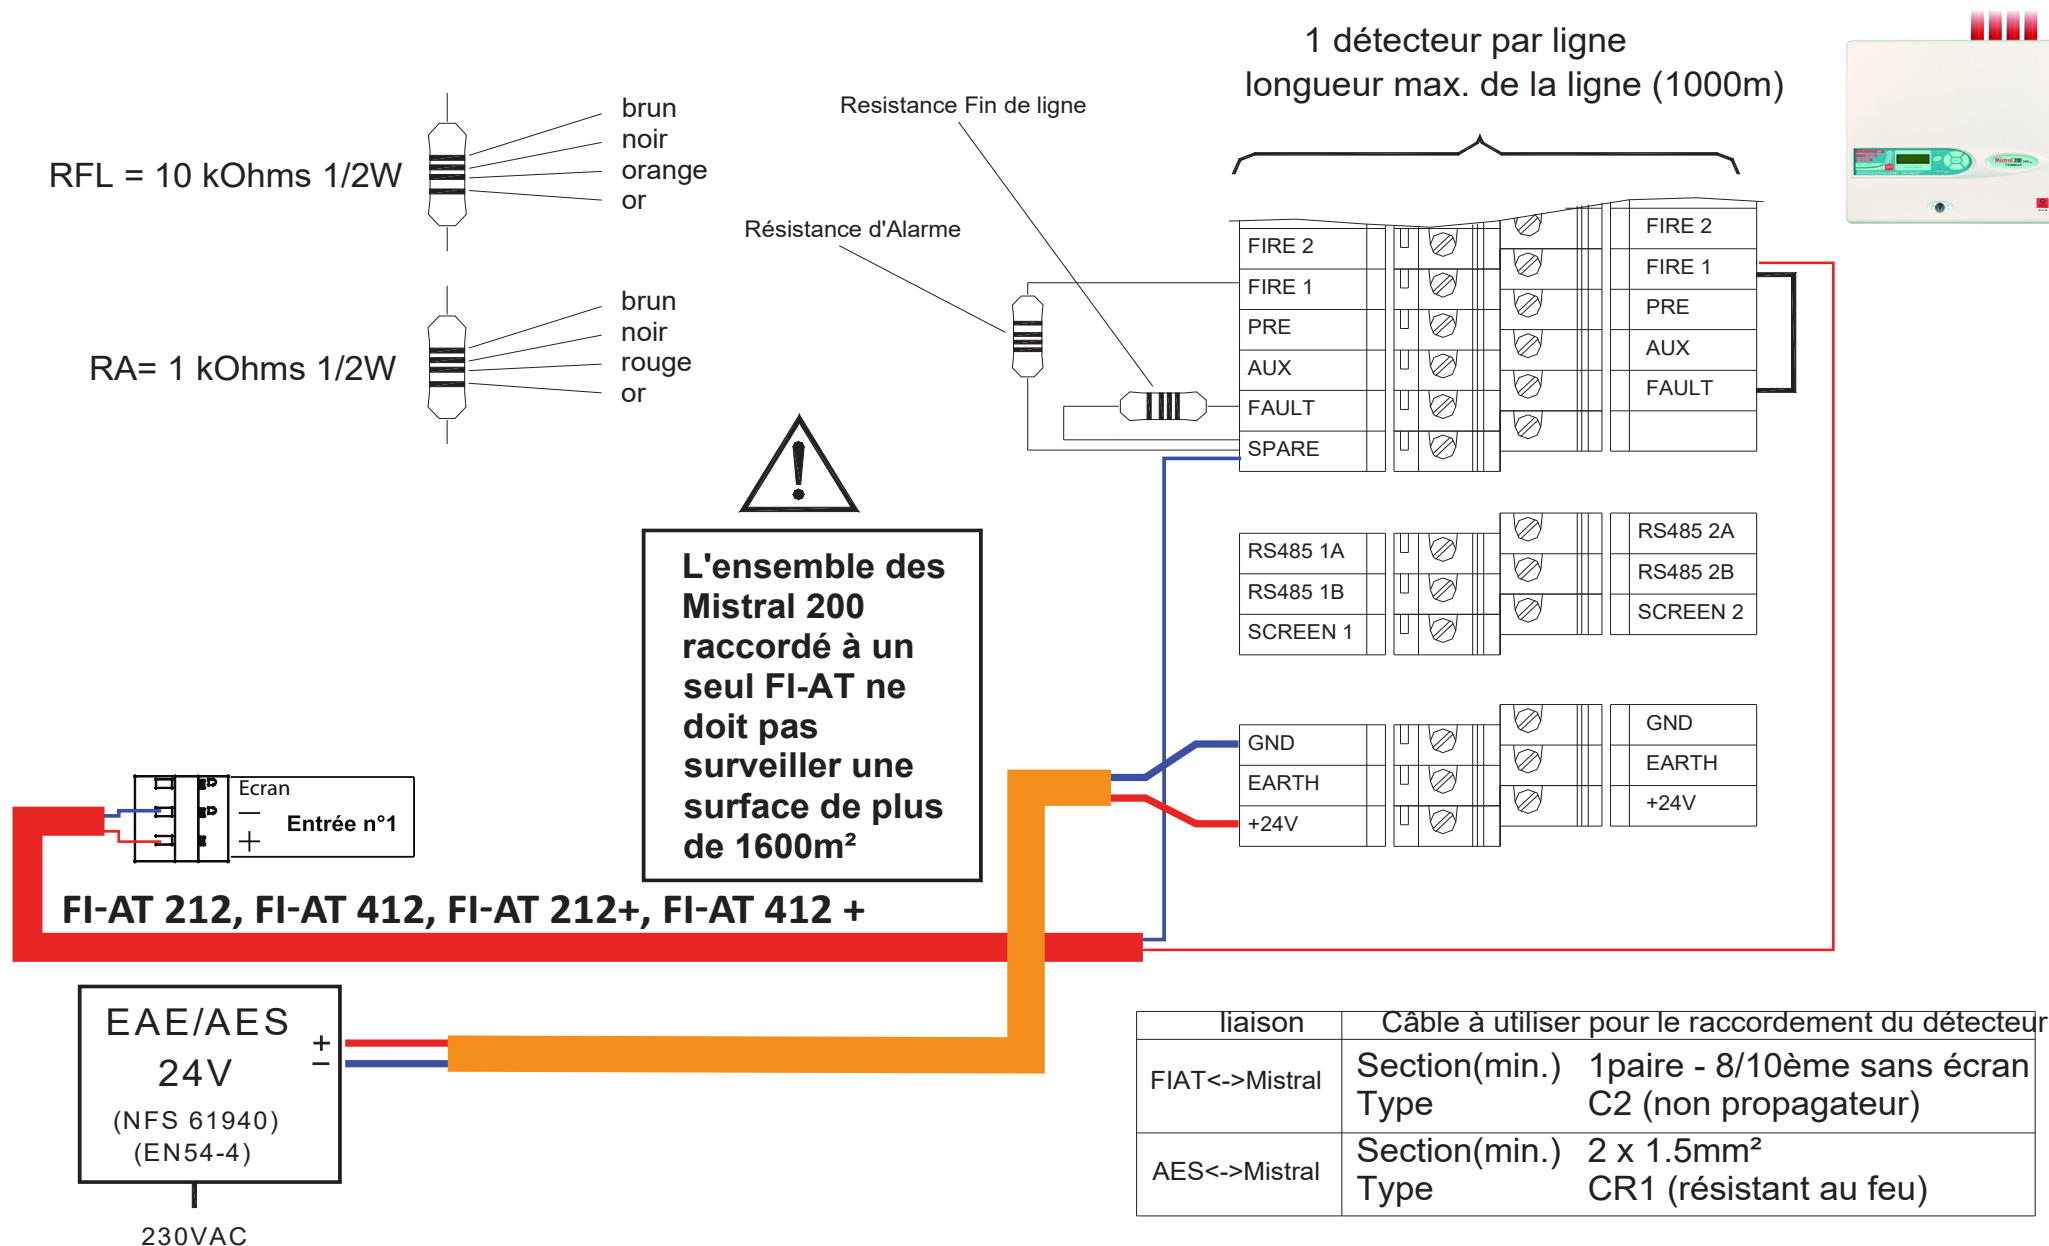 1 détecteur par ligne
longueur max. de la ligne (1000m)
RFL = 10 kOhms 1/2W
brun
noir
orange
or
Resistance Fin de ligne
Résistance d'Alarme
RA= 1 kOhms 1/2W
brun
noir
rouge
or
Mistral 200
FIRE 2
FIRE 1
PRE
AUX
FAULT
SPARE
FIRE 2
FIRE 1
PRE
AUX
FAULT
RS485 1A
RS485 1B
SCREEN 1
RS485 2A
RS485 2B
SCREEN 2
GND
EARTH
+24V
GND
EARTH
+24V
!
L'ensemble des
Mistral 200
raccordé à un
seul FI-AT ne
doit pas
surveiller une
surface de plus
de 1600m²
Ecran
–
+
Entrée n°1
FI-AT 212, FI-AT 412, FI-AT 212+, FI-AT 412 +
EAE/AES
24V
(NFS 61940)
(EN54-4)
+
–
230VAC
liaison Câble à utiliser pour le raccordement du détecteur
FIAT<->Mistral
Section(min.) 1paire - 8/10ème sans écran
Type C2 (non propagateur)
AES<->Mistral
Section(min.) 2 x 1.5mm²
Type CR1 (résistant au feu)